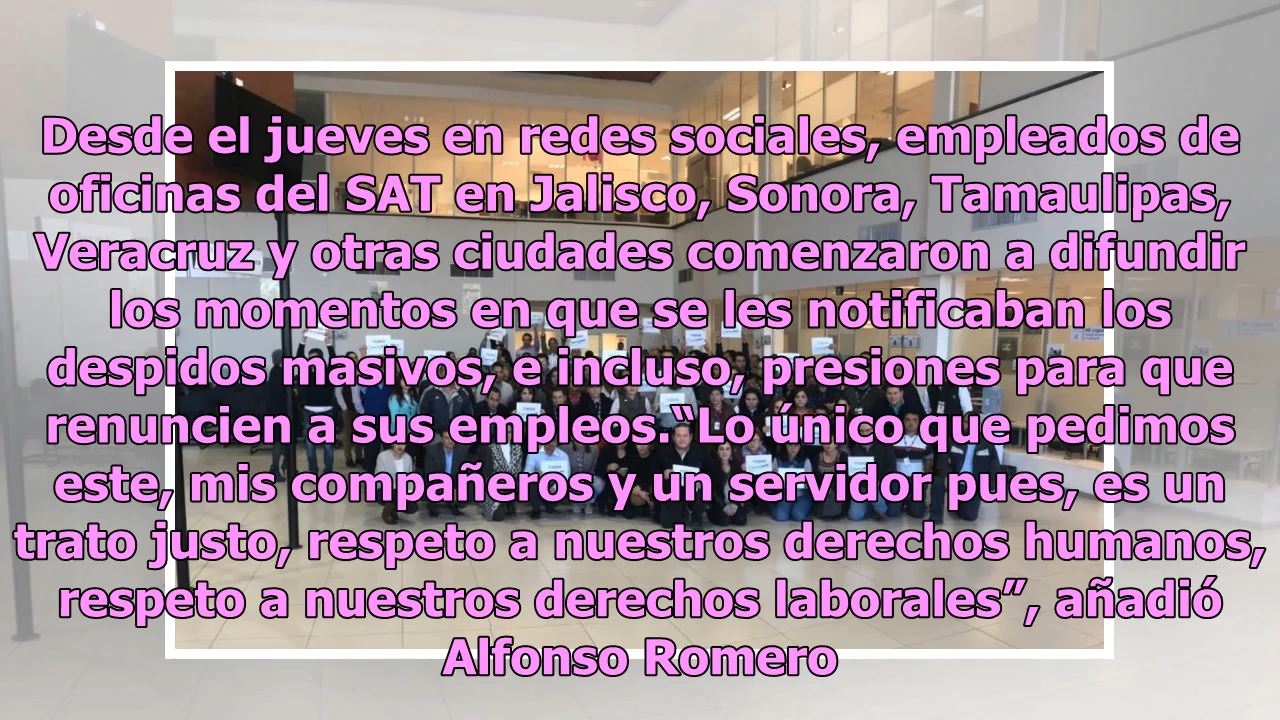 Desde el jueves en redes sociales, empleados de
oficinas del SAT en Jalisco, Sonora, Tamaulipas,
Veracruz y otras ciudades comenzaron a difundir
los momentos en que se les notificaban los
despidos masivos, e incluso, presiones para que
renuncien a sus empleos.“Lo único que pedimos
este, mis compañeros y un servidor pues, es un
trato justo, respeto a nuestros derechos humanos,
respeto a nuestros derechos laborales”, añadió
Alfonso Romero